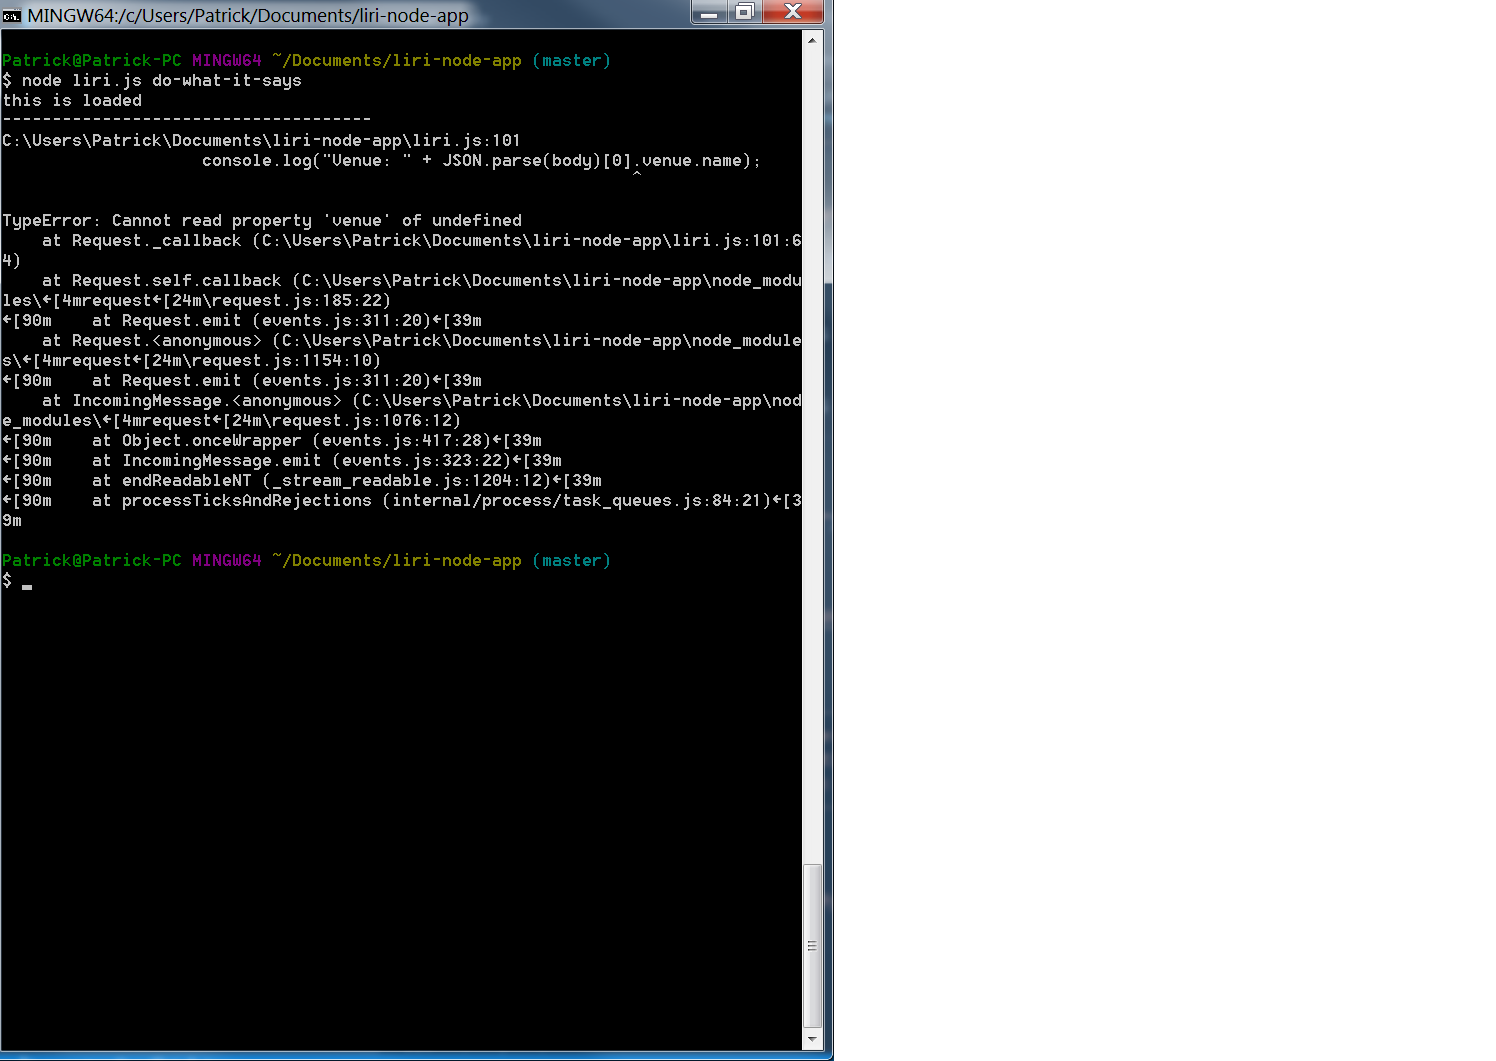 MINGW64:/c/Users/Patrick/Documents/liri-node-app
Patrick@Patrick-PC MINGW64 ~/Documents/liri-node-app (master)
$ node liri.js do-what-it-says
this is loaded
-------------------------------------
C:\Users\Patrick\Documents\liri-node-app\liri.js:101
                    console.log("Venue: " + JSON.parse(body)[0].venue.name);
                                                               ^
TypeError: Cannot read property 'venue' of undefined
    at Request._callback (C:\Users\Patrick\Documents\liri-node-app\liri.js:101:6
4)
    at Request.self.callback (C:\Users\Patrick\Documents\liri-node-app\node_modu
les\←[4mrequest←[24m\request.js:185:22)
←[90m    at Request.emit (events.js:311:20)←[39m
    at Request.<anonymous> (C:\Users\Patrick\Documents\liri-node-app\node_module
s\←[4mrequest←[24m\request.js:1154:10)
←[90m    at Request.emit (events.js:311:20)←[39m
    at IncomingMessage.<anonymous> (C:\Users\Patrick\Documents\liri-node-app\nod
e_modules\←[4mrequest←[24m\request.js:1076:12)
←[90m    at Object.onceWrapper (events.js:417:28)←[39m
←[90m    at IncomingMessage.emit (events.js:323:22)←[39m
←[90m    at endReadableNT (_stream_readable.js:1204:12)←[39m
←[90m    at processTicksAndRejections (internal/process/task_queues.js:84:21)←[3
9m
Patrick@Patrick-PC MINGW64 ~/Documents/liri-node-app (master)
$ _